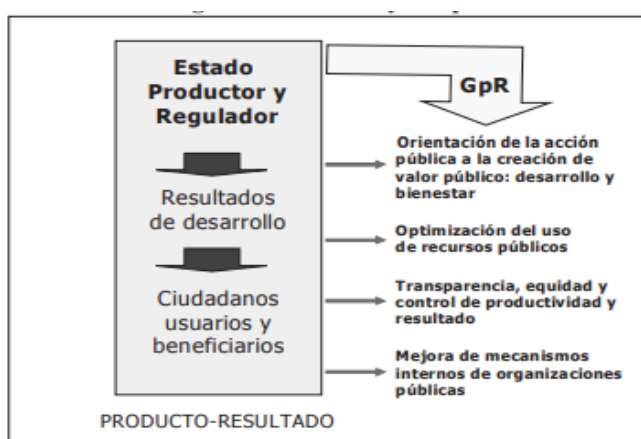 Estado
Productor y
Regulador
Resultados
de desarrollo
Ciudadanos
usuarios y
beneficiarios
PRODUCTO-RESULTADO
GpR
Orientación de la acción
pública a la creación de
valor público: desarrollo y
bienestar
Optimización del uso
de recursos públicos
Transparencia, equidad y
control de productividad y
resultado
Mejora de mecanismos
internos de organizaciones
públicas